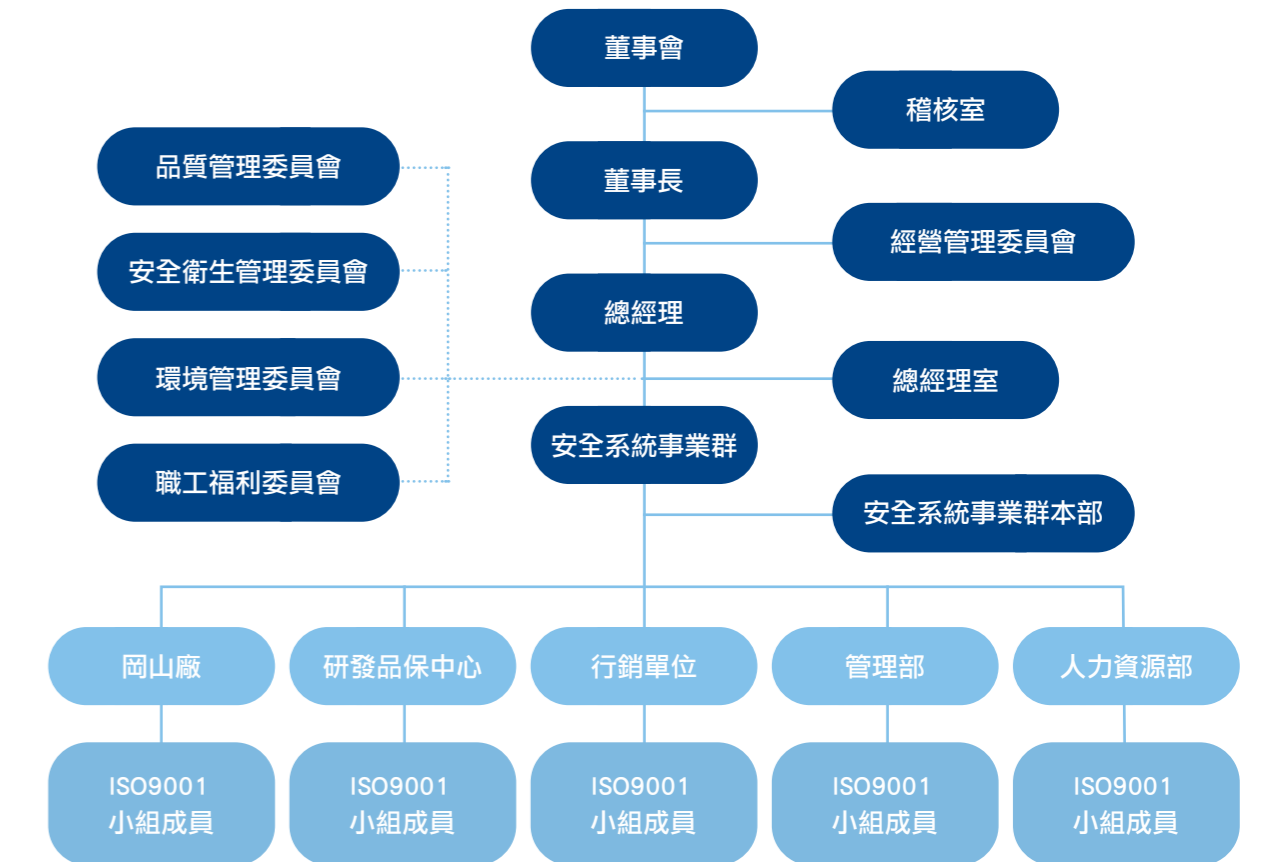 董事會
稽核室
品質管理委員會
董事長
經營管理委員會
安全衛生管理委員會
總經理
環境管理委員會
總經理室
安全系統事業群
職工福利委員會
安全系統事業群本部
岡山廠
研發品保中心
行銷單位
管理部
人力資源部
ISO9001
小組成員
ISO9001
小組成員
ISO9001
小組成員
ISO9001
小組成員
ISO9001
小組成員